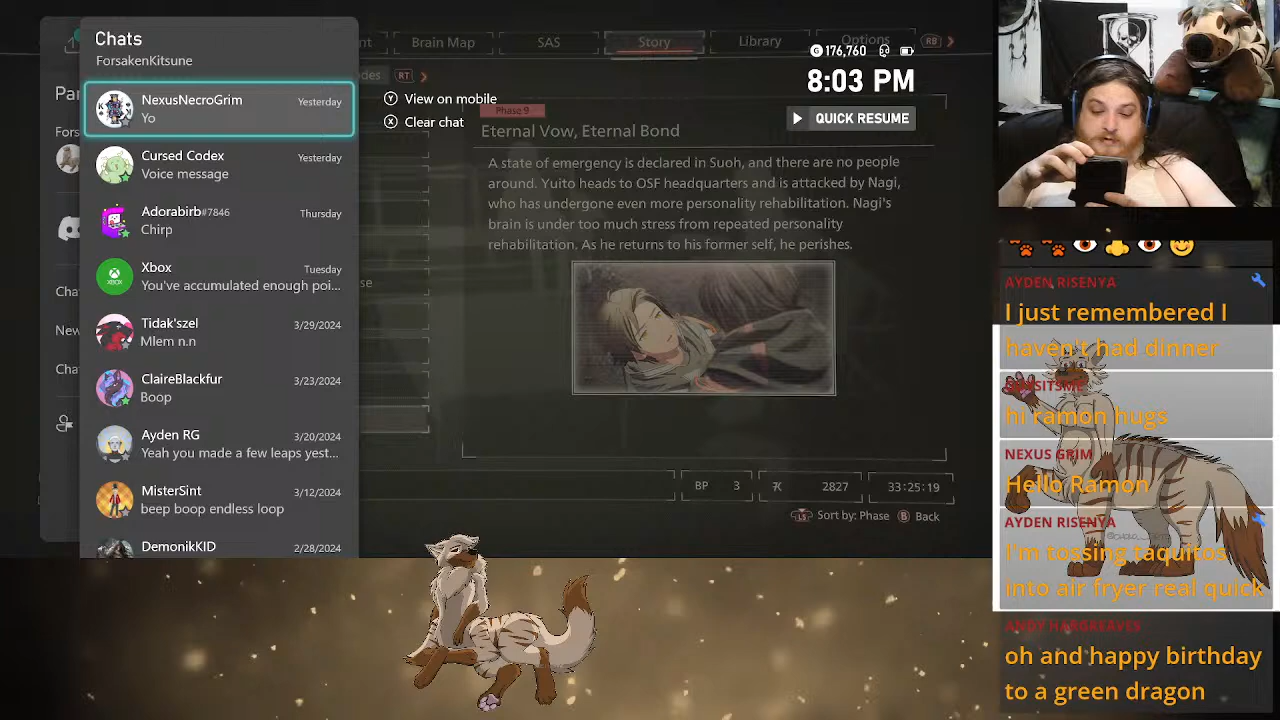 Chats
ForsakenKitsune
NexusNecroGrim
Yesterday
Yo
Cursed Codex
Yesterday
Voice message
Adorabirb#7846
Thursday
Chirp
Xbox
Tuesday
You've accumulated enough poi...
Tidak'szel
3/29/2024
Mlem n.n
ClaireBlackfur
3/23/2024
Boop
Ayden RG
3/20/2024
Yeah you made a few leaps yest...
MisterSint
3/12/2024
beep boop endless loop
DemonikKID
2/28/2024
Brain Map
SAS
Story
Library
Options
RB
RT
176,760
8:03 PM
QUICK RESUME
Y View on mobile
X Clear chat
Phase 9
Eternal Vow, Eternal Bond
A state of emergency is declared in Suoh, and there are no people
around. Yuito heads to OSF headquarters and is attacked by Nagi,
who has undergone even more personality rehabilitation. Nagi's
brain is under too much stress from repeated personality
rehabilitation. As he returns to his former self, he perishes.
BP 3
2827
33:25:19
LS Sort by: Phase B Back
AYDEN RISENYA
I just remembered I
haven't had dinner
hi ramon hugs
NEXUS GRIM
Hello Ramon
AYDEN RISENYA
I'm tossing taquitos
into air fryer real quick
ANDY HARGREAVES
oh and happy birthday
to a green dragon